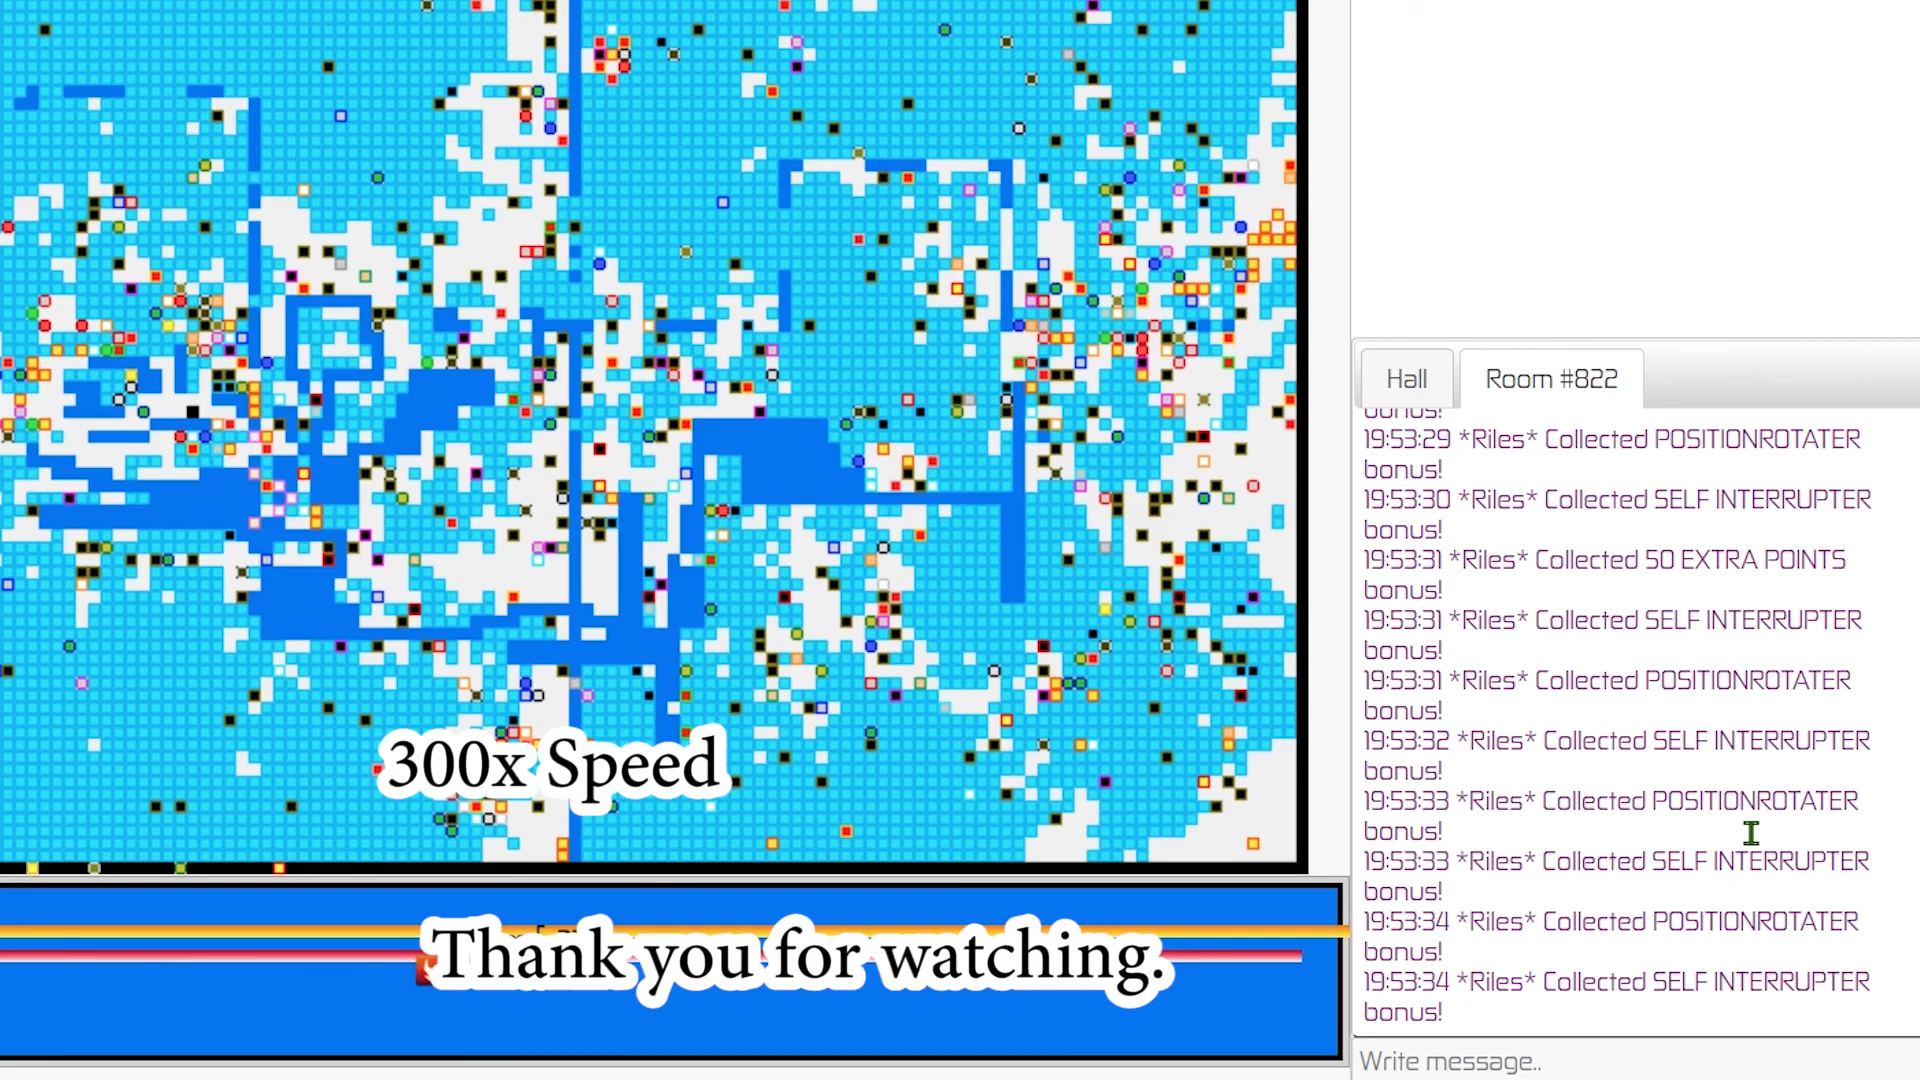 Hall
Room #822
bonus!
19:53:29 *Riles* Collected POSITIONROTATER
bonus!
19:53:30 *Riles* Collected SELF INTERRUPTER
bonus!
19:53:31 *Riles* Collected 50 EXTRA POINTS
bonus!
19:53:31 *Riles* Collected SELF INTERRUPTER
bonus!
19:53:31 *Riles* Collected POSITIONROTATER
bonus!
19:53:32 *Riles* Collected SELF INTERRUPTER
bonus!
19:53:33 *Riles* Collected POSITIONROTATER
bonus!
19:53:33 *Riles* Collected SELF INTERRUPTER
bonus!
19:53:34 *Riles* Collected POSITIONROTATER
bonus!
19:53:34 *Riles* Collected SELF INTERRUPTER
bonus!
Write message..
300x Speed
Thank you for watching.